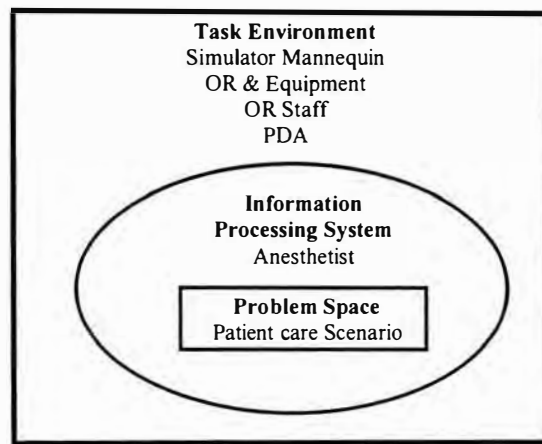 Task Environment
Simulator Mannequin
OR & Equipment
OR Staff
PDA
Information
Processing System
Anesthetist
Problem Space
Patient care Scenario